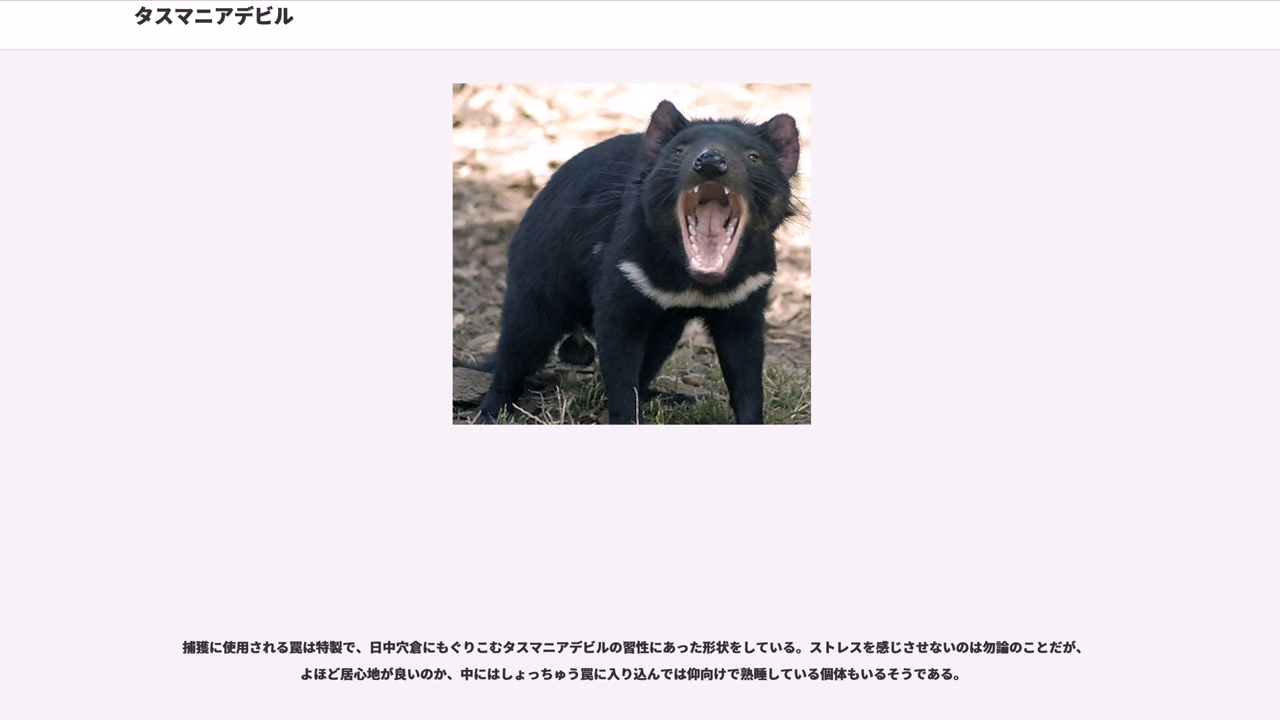 タスマニアデビル
捕獲に使用される罠は特製で、日中穴倉にもぐりこむタスマニアデビルの習性にあった形状をしている。ストレスを感じさせないのは勿論のことだが、
よほど居心地が良いのか、中にはしょっちゅう罠に入り込んでは仰向けで熟睡している個体もいるそうである。